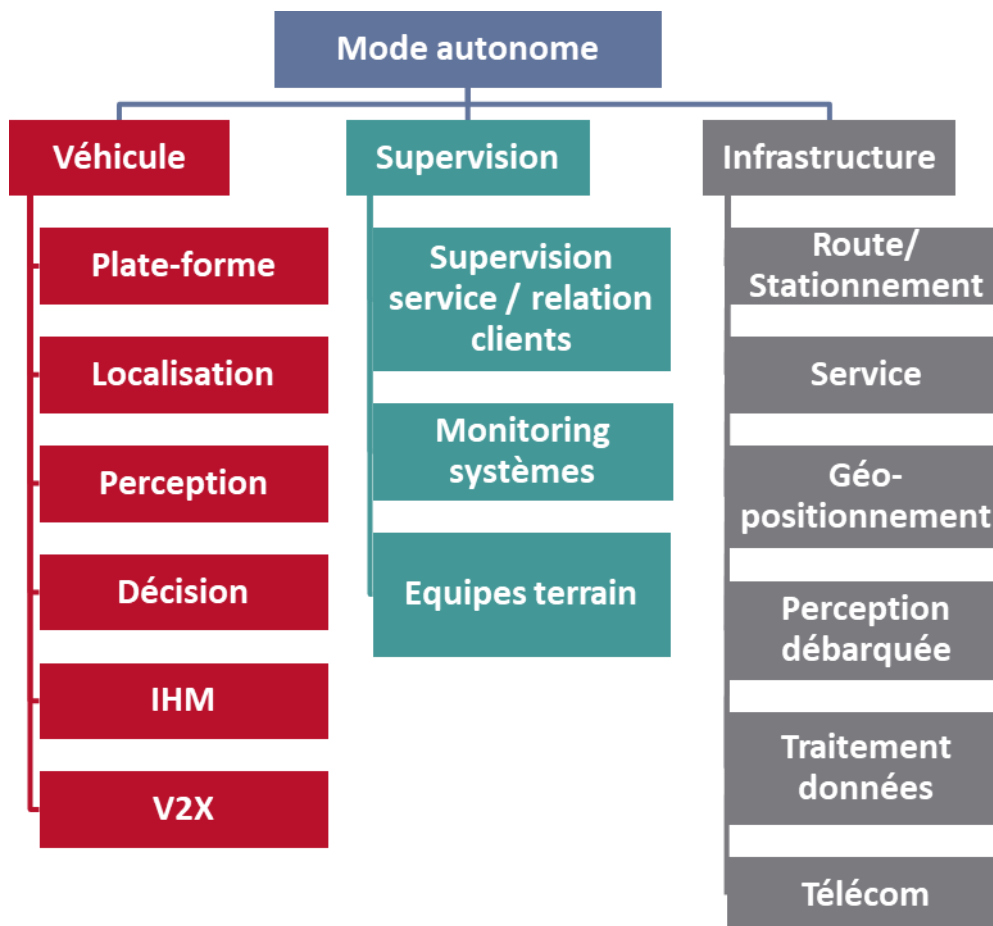 Mode autonome
Véhicule
Plate-forme
Localisation
Perception
Décision
IHM
V2X
Supervision
Supervision
service / relation
clients
Monitoring
systèmes
Equipes terrain
Infrastructure
Route/
Stationnement
Service
Géo-
positionnement
Perception
débarquée
Traitement
données
Télécom